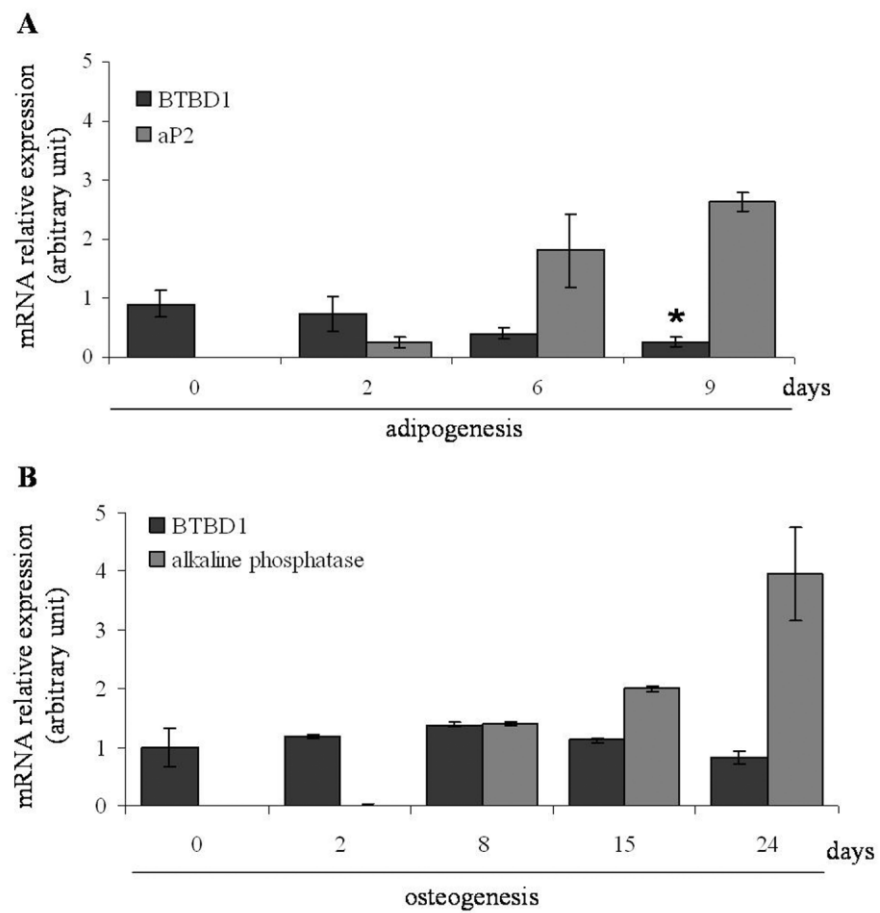 A
mRNA relative expression
(arbitrary unit)
5
4
3
2
1
0
BTBD1
aP2
*
0 2 6 9 days
adipogenesis
B
mRNA relative expression
(arbitrary unit)
5
4
3
2
1
0
BTBD1
alkaline phosphatase
0 2 8 15 24 days
osteogenesis